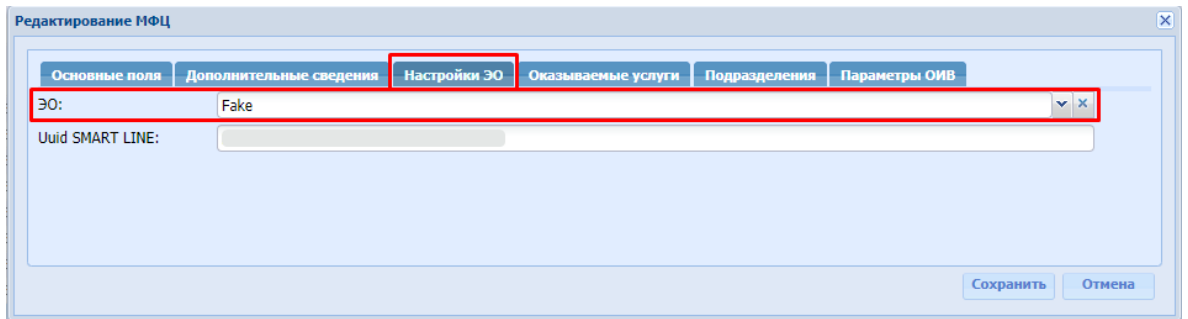 Редактирование МФЦ
Основные поля Дополнительные сведения Настройки ЭО Оказываемые услуги Подразделения Параметры ОИВ
ЭО: Fake
Uuid SMART LINE:
Сохранить Отмена